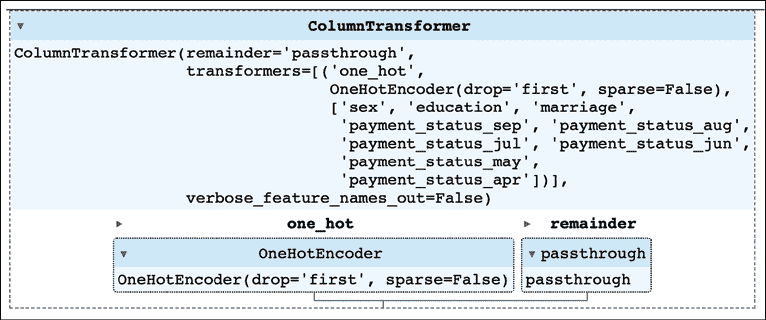 ColumnTransformer
ColumnTransformer(remainder='passthrough',
transformers=[('one_hot',
OneHotEncoder(drop='first', sparse=False),
['sex', 'education', 'marriage',
'payment_status_sep', 'payment_status_aug',
'payment_status_jul', 'payment_status_jun',
'payment_status_may',
'payment_status_apr'])],
verbose_feature_names_out=False)
one_hot remainder
OneHotEncoder passthrough
OneHotEncoder(drop='first', sparse=False) passthrough